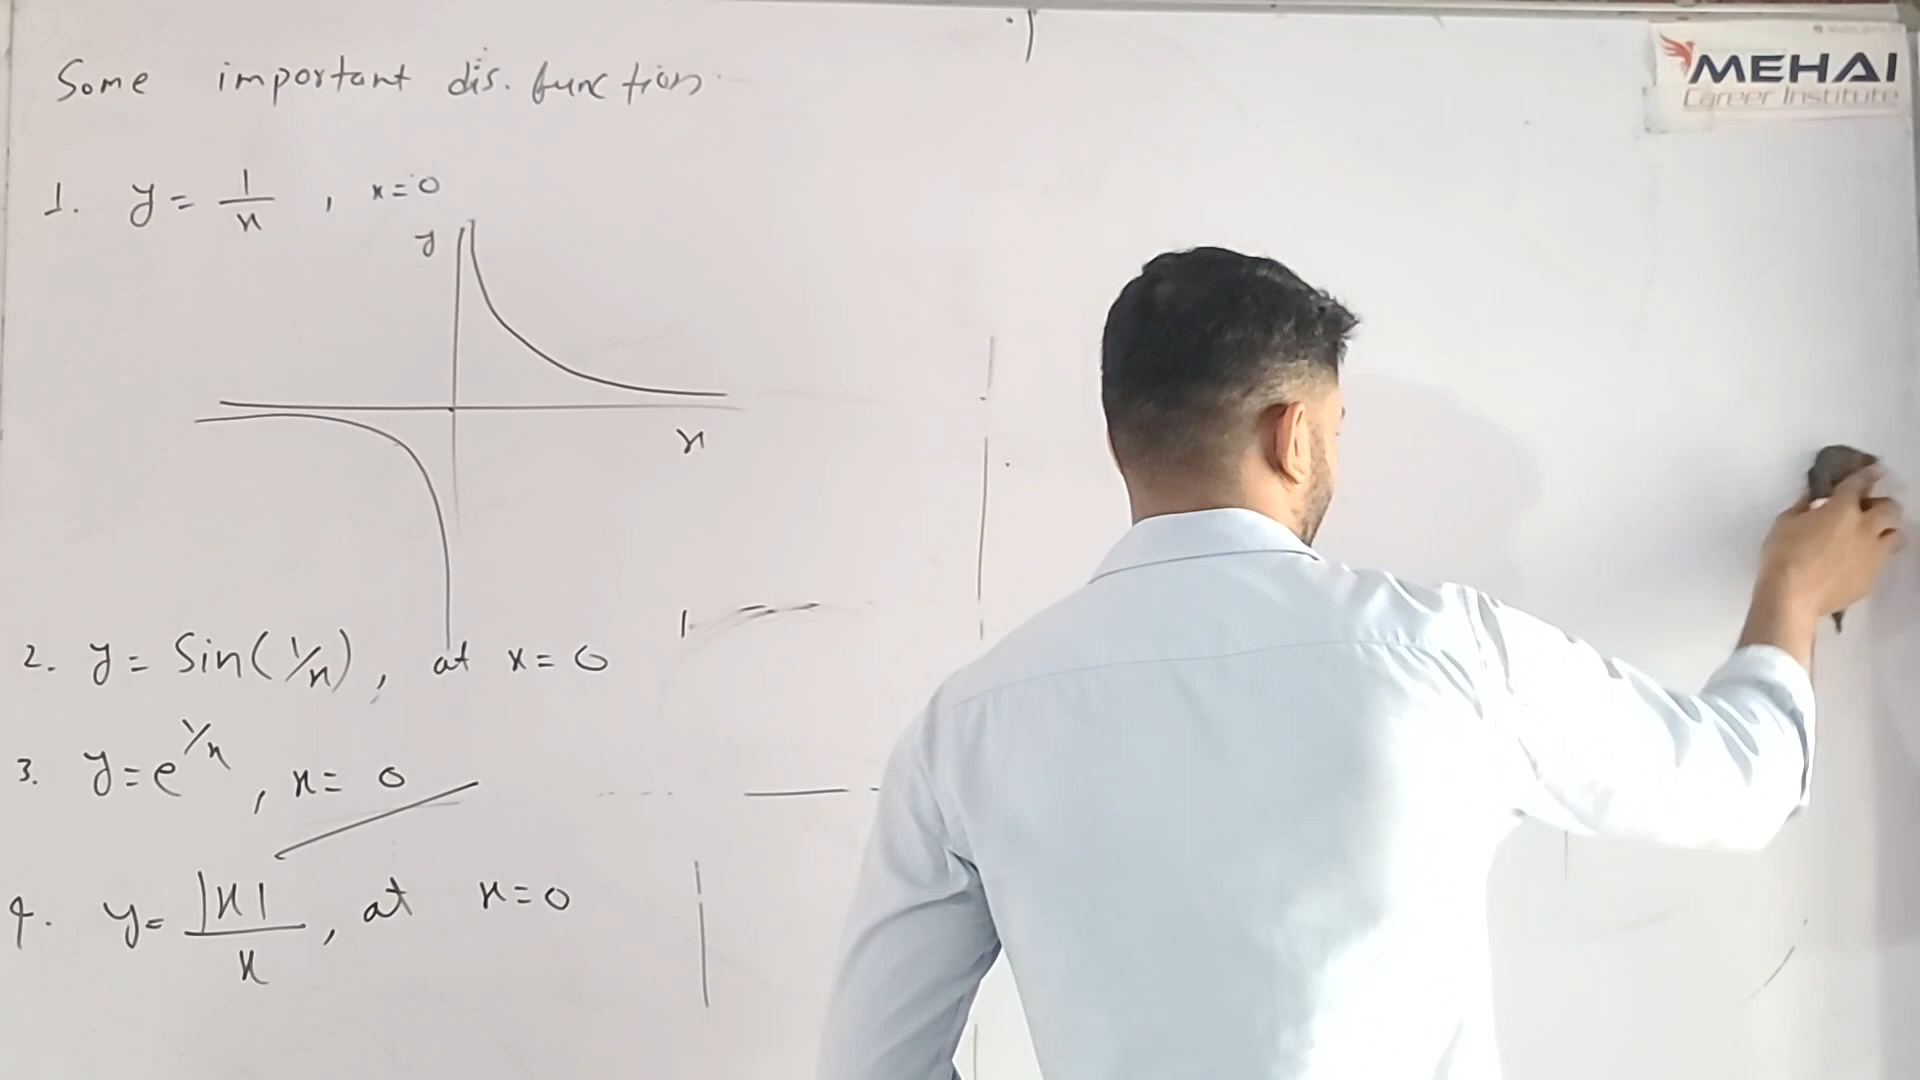 Some important dis. function
1. y = 1/x , x=0
y
x
2. y = Sin(1/x), at x = 0
3. y=e^1/x, x= 0
4. y= |x|/x, at x=0
MEHAI
Career Institute